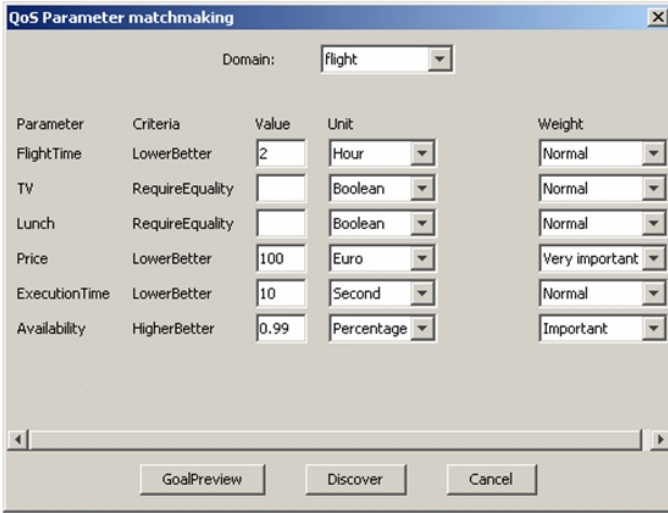 QoS Parameter matchmaking
Domain: flight
Parameter Criteria Value Unit Weight
FlightTime LowerBetter 2 Hour Normal
TV RequireEquality Boolean Normal
Lunch RequireEquality Boolean Normal
Price LowerBetter 100 Euro Very important
ExecutionTime LowerBetter 10 Second Normal
Availability HigherBetter 0.99 Percentage Important
GoalPreview Discover Cancel